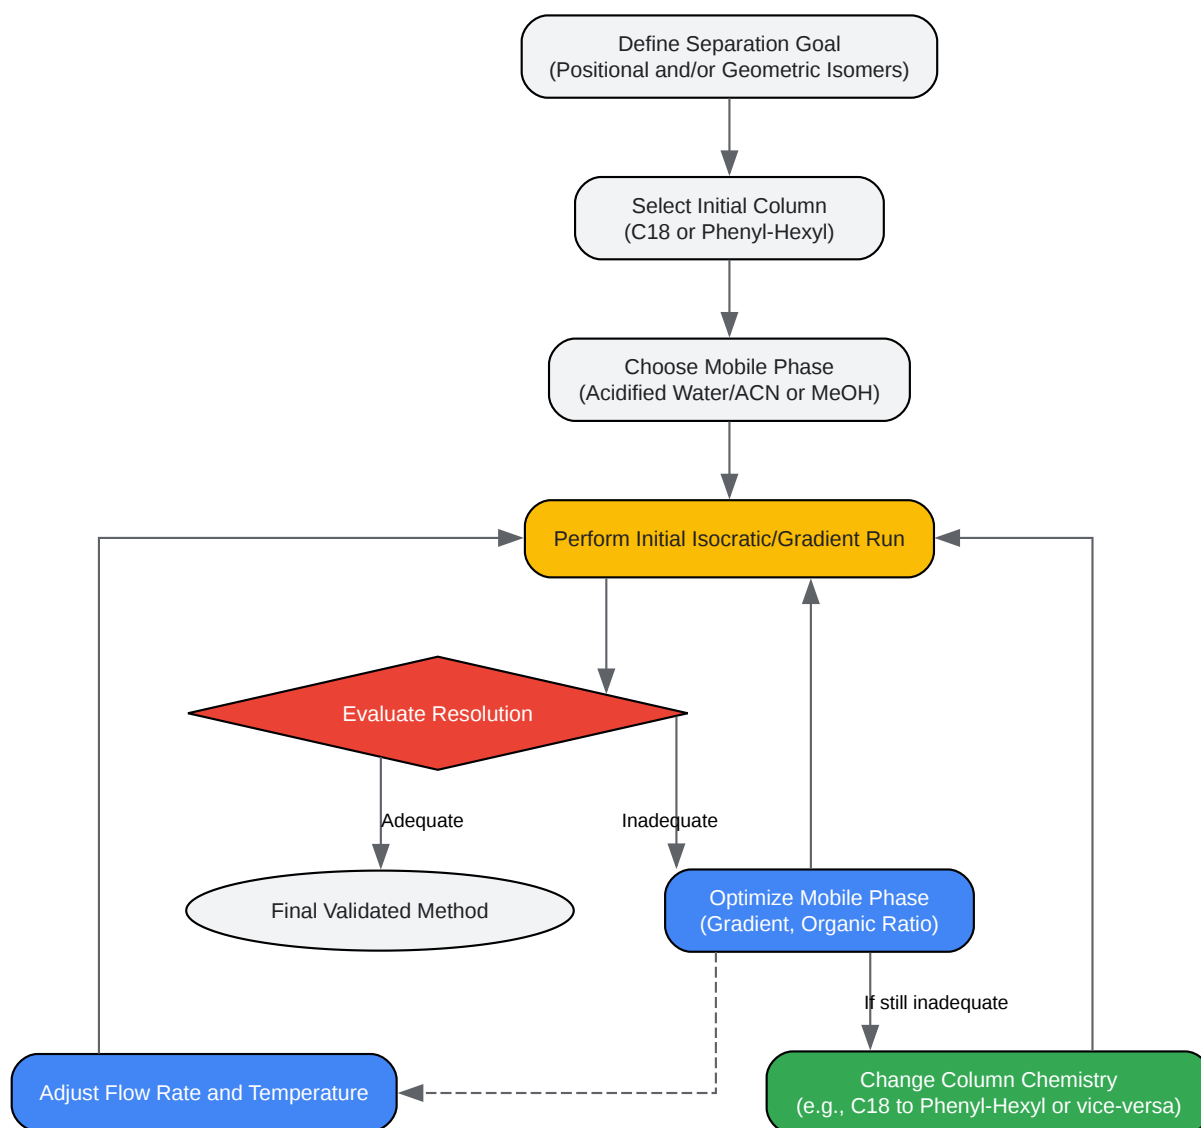 Define Separation Goal
(Positional and/or Geometric Isomers)
Select Initial Column
(C18 or Phenyl-Hexyl)
Choose Mobile Phase
(Acidified Water/ACN or MeOH)
Perform Initial Isocratic/Gradient Run
Evaluate Resolution
Adequate
Inadequate
Final Validated Method
Optimize Mobile Phase
(Gradient, Organic Ratio)
If still inadequate
Adjust Flow Rate and Temperature
Change Column Chemistry
(e.g., C18 to Phenyl-Hexyl or vice-versa)